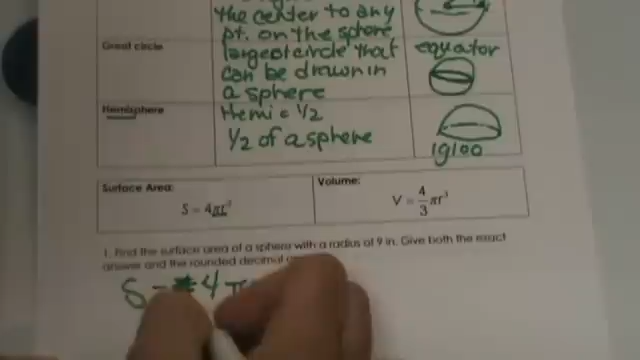 the center to any
pt. on the sphere
Great circle
largest circle that
can be drawn in
a sphere
equator
Hemisphere
Hemi = 1/2
1/2 of a sphere
igloo
Surface Area:
S = 4πr²
Volume:
V = 4/3 πr³
1. Find the surface area of a sphere with a radius of 9 in. Give both the exact
answer and the rounded decimal
S = 4π